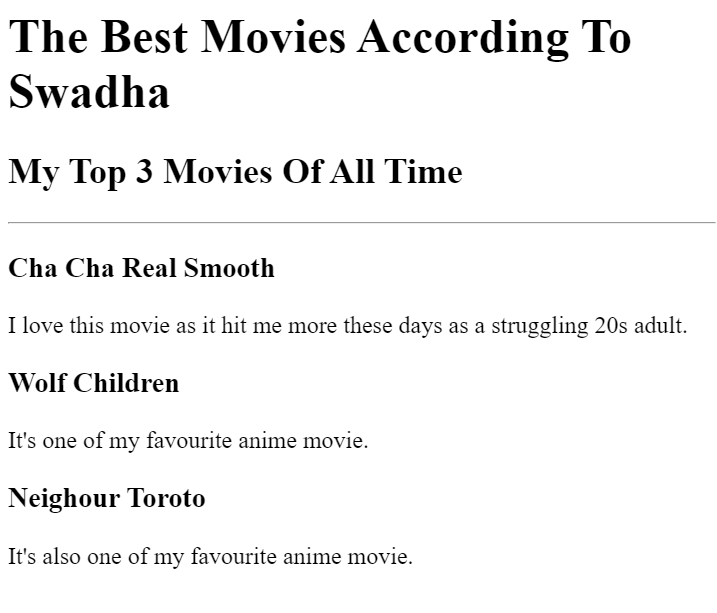 The Best Movies According To
Swadha
My Top 3 Movies Of All Time
Cha Cha Real Smooth
I love this movie as it hit me more these days as a struggling 20s adult.
Wolf Children
It's one of my favourite anime movie.
Neighour Toroto
It's also one of my favourite anime movie.